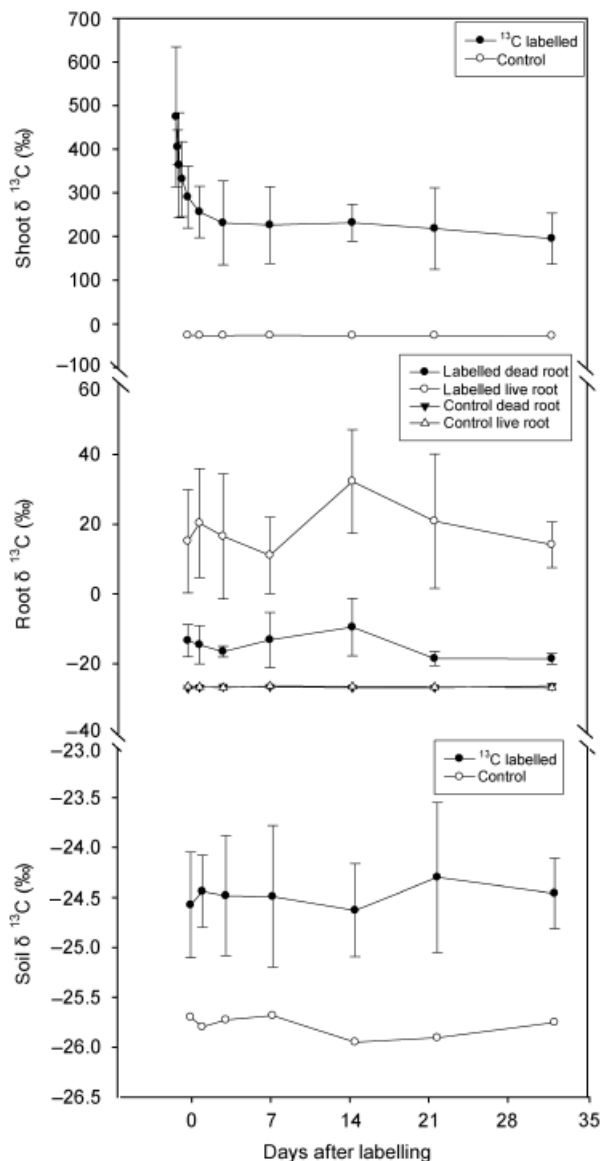 700
600
500
400
300
200
100
0
–100
Shoot δ ¹³C (‰)
¹³C labelled
Control
60
40
20
0
–20
–40
Root δ ¹³C (‰)
Labelled dead root
Labelled live root
Control dead root
Control live root
–23.0
–23.5
–24.0
–24.5
–25.0
–25.5
–26.0
–26.5
Soil δ ¹³C (‰)
¹³C labelled
Control
0 7 14 21 28 35
Days after labelling